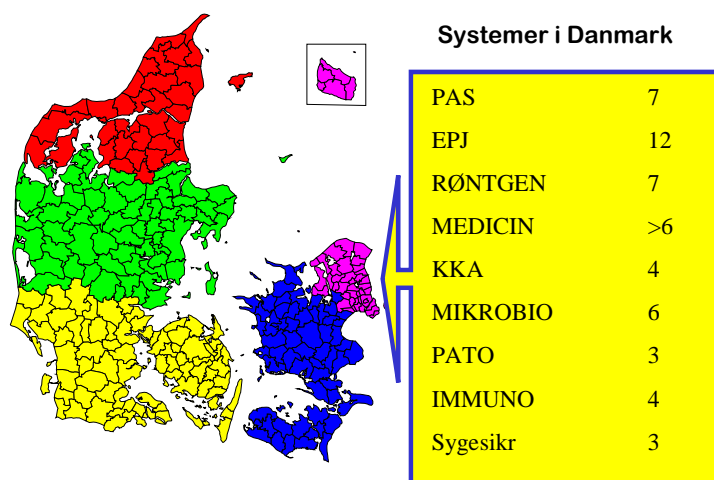 Systemer i Danmark
PAS 7
EPJ 12
RØNTGEN 7
MEDICIN >6
KKA 4
MIKROBIO 6
PATO 3
IMMUNO 4
Sygesikr 3